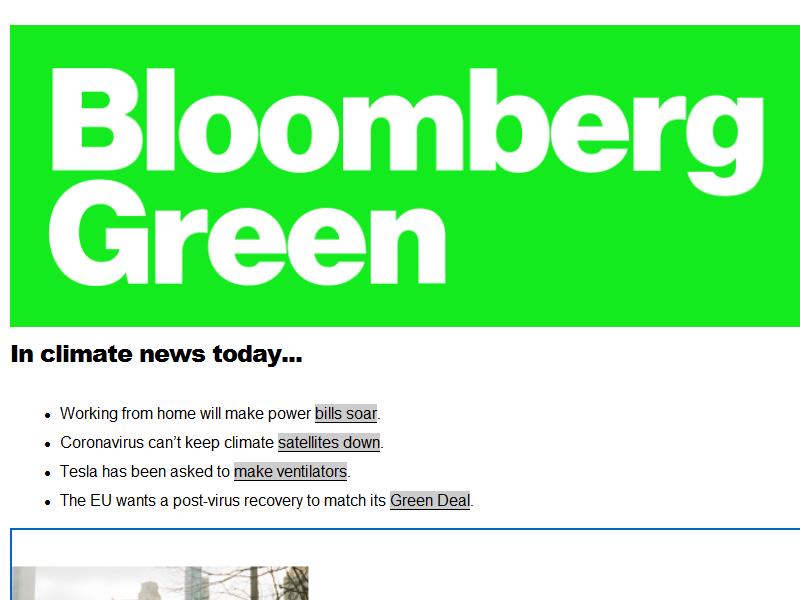 Bloomberg
Green
In climate news today...
Working from home will make power bills soar.
Coronavirus can’t keep climate satellites down.
Tesla has been asked to make ventilators.
The EU wants a post-virus recovery to match its Green Deal.